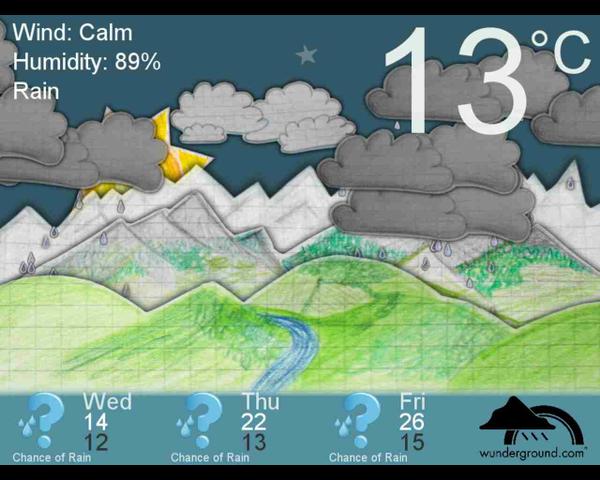 Wind: Calm
Humidity: 89%
Rain
13°C
Wed
14
12
Chance of Rain
Thu
22
13
Chance of Rain
Fri
26
15
Chance of Rain
wunderground.com